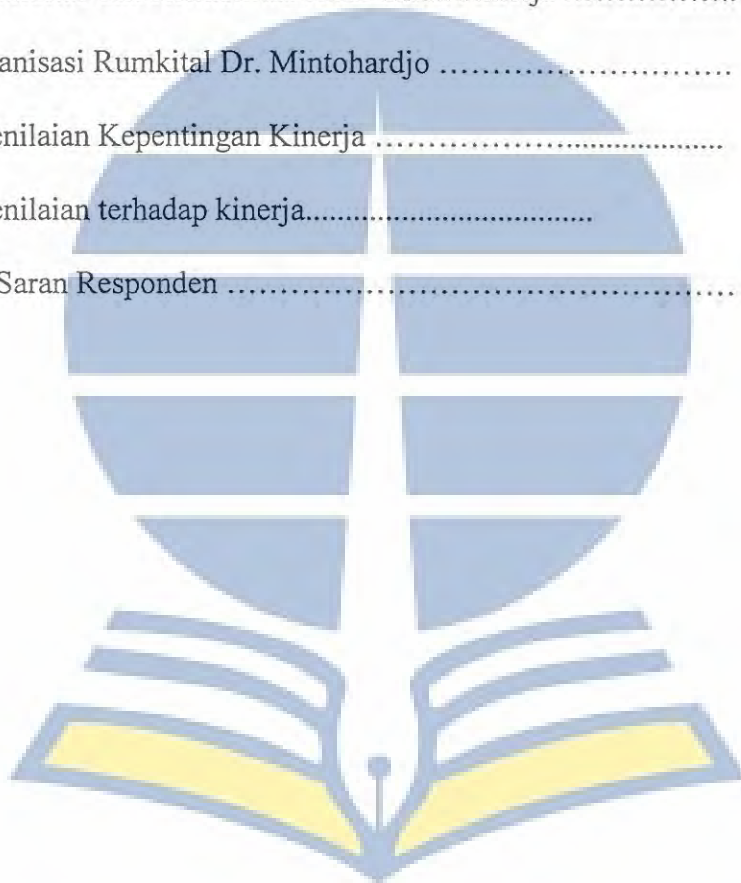 anisasi Rumkital Dr. Mintohardjo ..............................
enilaian Kepentingan Kinerja ......................................
enilaian terhadap kinerja......................................
Saran Responden ......................................................